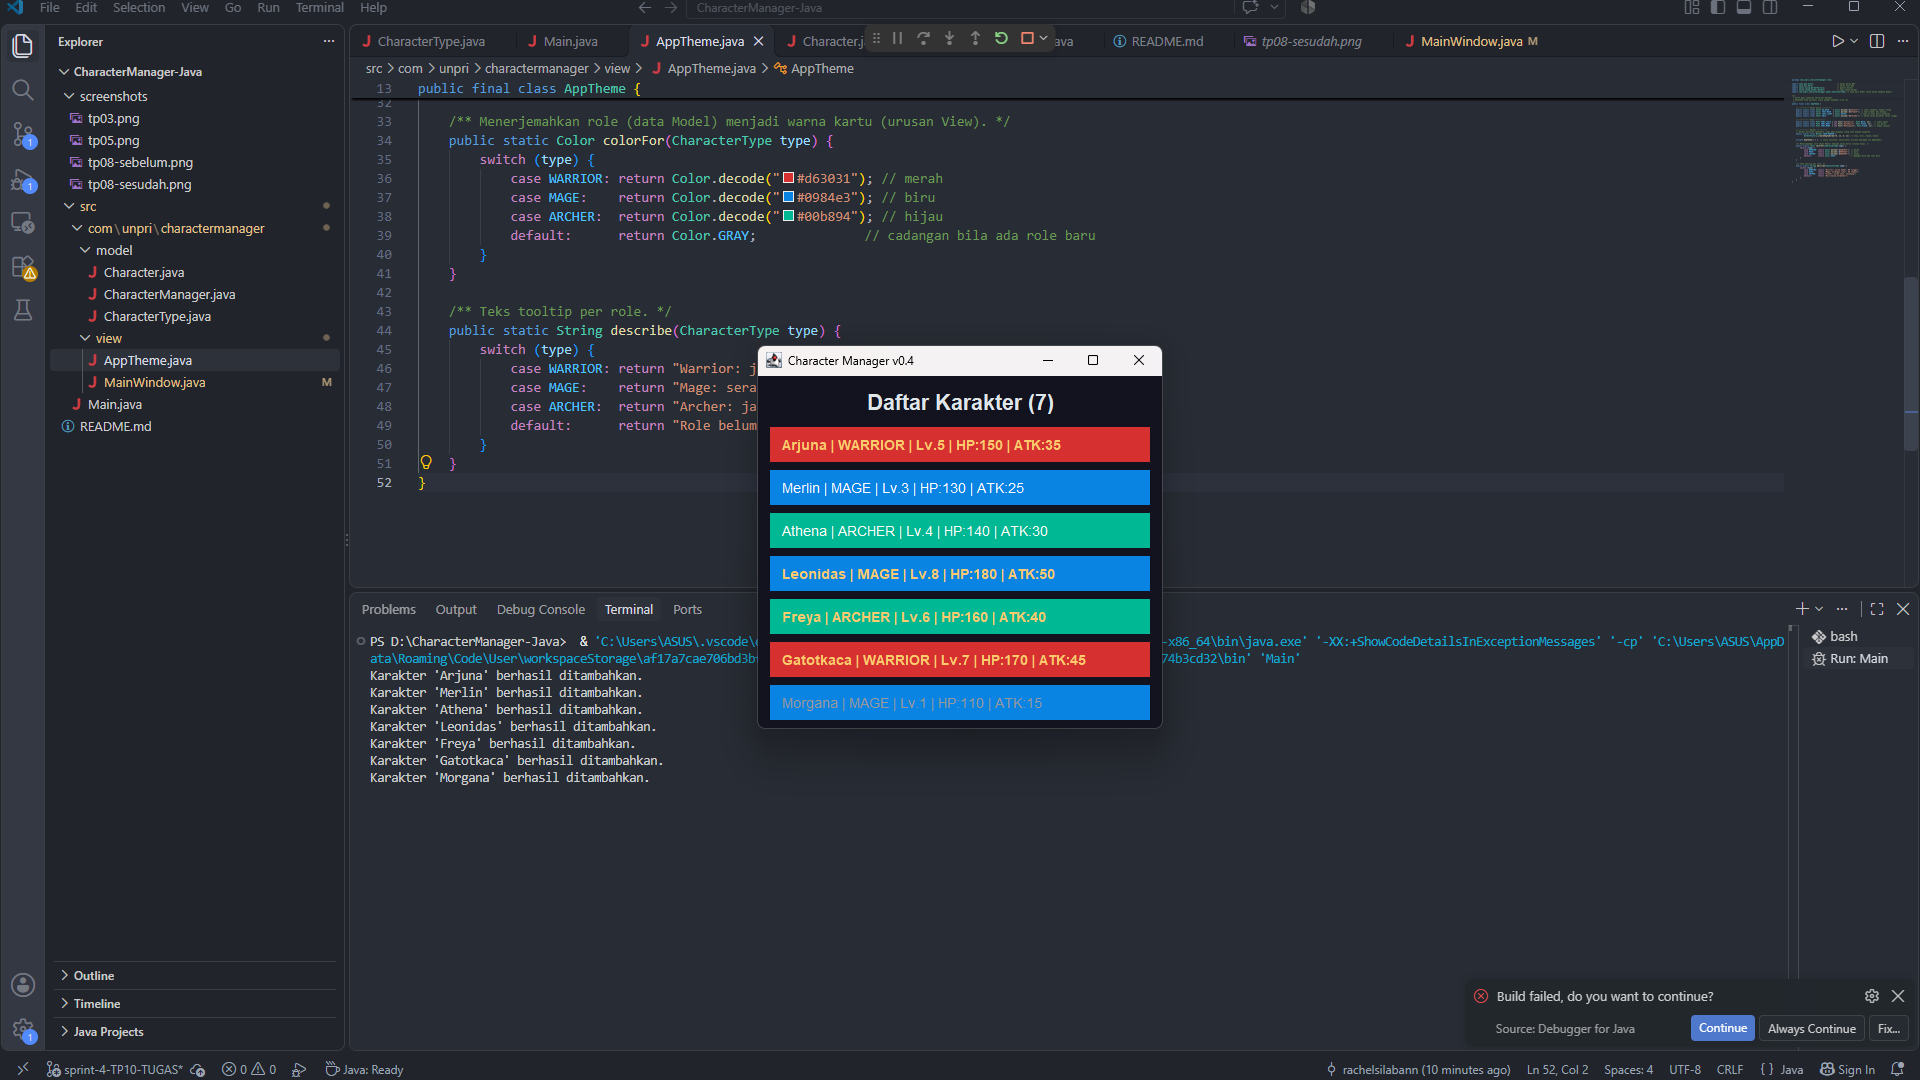 File Edit Selection View Go Run Terminal Help
CharacterManager-Java
Explorer
CharacterManager-Java
screenshots
tp03.png
tp05.png
tp08-sebelum.png
tp08-sesudah.png
src
com\unpri\charactermanager
model
Character.java
CharacterManager.java
CharacterType.java
view
AppTheme.java
MainWindow.java M
Main.java
README.md
Outline
Timeline
Java Projects
CharacterType.java Main.java AppTheme.java Character.j ava README.md tp08-sesudah.png MainWindow.java M
src > com > unpri > charactermanager > view > AppTheme.java > AppTheme
13 public final class AppTheme {
32
33 /** Menerjemahkan role (data Model) menjadi warna kartu (urusan View). */
34 public static Color colorFor(CharacterType type) {
35 switch (type) {
36 case WARRIOR: return Color.decode("#d63031"); // merah
37 case MAGE: return Color.decode("#0984e3"); // biru
38 case ARCHER: return Color.decode("#00b894"); // hijau
39 default: return Color.GRAY; // cadangan bila ada role baru
40 }
41 }
42
43 /** Teks tooltip per role. */
44 public static String describe(CharacterType type) {
45 switch (type) {
46 case WARRIOR: return "Warrior: j
47 case MAGE: return "Mage: sera
48 case ARCHER: return "Archer: ja
49 default: return "Role belum
50 }
51 }
52 }
Character Manager v0.4
Daftar Karakter (7)
Arjuna | WARRIOR | Lv.5 | HP:150 | ATK:35
Merlin | MAGE | Lv.3 | HP:130 | ATK:25
Athena | ARCHER | Lv.4 | HP:140 | ATK:30
Leonidas | MAGE | Lv.8 | HP:180 | ATK:50
Freya | ARCHER | Lv.6 | HP:160 | ATK:40
Gatotkaca | WARRIOR | Lv.7 | HP:170 | ATK:45
Morgana | MAGE | Lv.1 | HP:110 | ATK:15
Problems Output Debug Console Terminal Ports
PS D:\CharacterManager-Java> & 'C:\Users\ASUS\.vscode\e -x86_64\bin\java.exe' '-XX:+ShowCodeDetailsInExceptionMessages' '-cp' 'C:\Users\ASUS\AppD
ata\Roaming\Code\User\workspaceStorage\af17a7cae706bd3b 74b3cd32\bin' 'Main'
Karakter 'Arjuna' berhasil ditambahkan.
Karakter 'Merlin' berhasil ditambahkan.
Karakter 'Athena' berhasil ditambahkan.
Karakter 'Leonidas' berhasil ditambahkan.
Karakter 'Freya' berhasil ditambahkan.
Karakter 'Gatotkaca' berhasil ditambahkan.
Karakter 'Morgana' berhasil ditambahkan.
bash
Run: Main
Build failed, do you want to continue?
Source: Debugger for Java
Continue Always Continue Fix...
sprint-4-TP10-TUGAS* 0 0 Java: Ready rachelsilabann (10 minutes ago) Ln 52, Col 2 Spaces: 4 UTF-8 CRLF { } Java Sign In